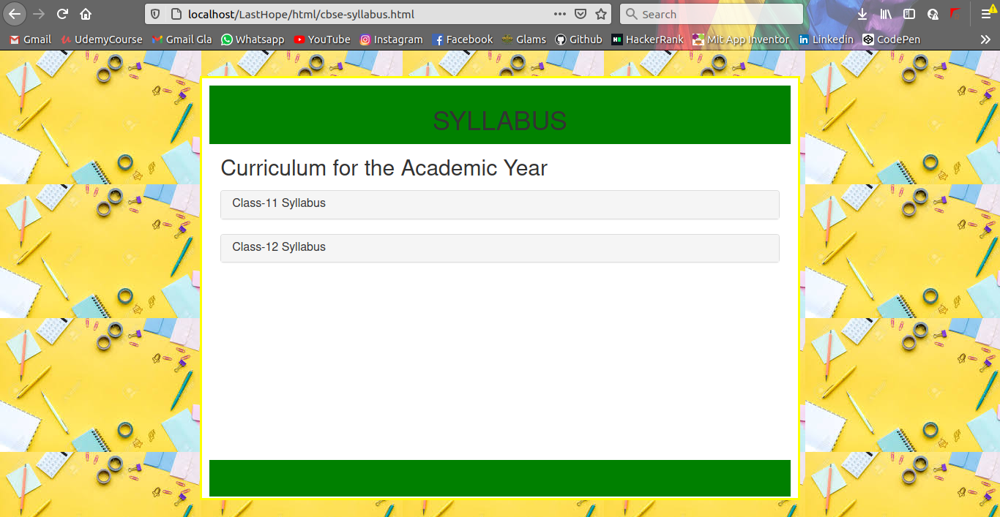 localhost/LastHope/html/cbse-syllabus.html
Search
Gmail UdemyCourse Gmail Gla Whatsapp YouTube Instagram Facebook Glams Github HackerRank Mit App Inventor Linkedin CodePen
SYLLABUS
Curriculum for the Academic Year
Class-11 Syllabus
Class-12 Syllabus